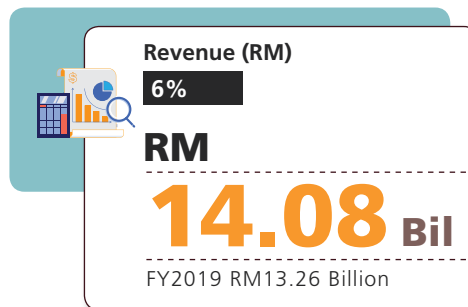 Revenue (RM)
6%
RM
14.08 Bil
FY2019 RM13.26 Billion